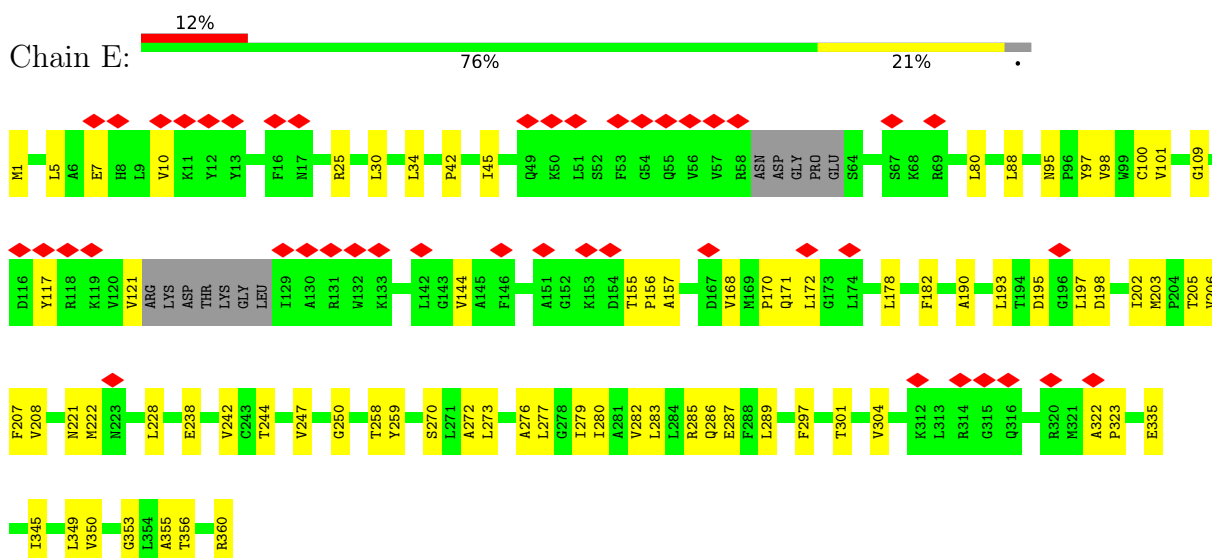 12%
Chain E:
76% 21% •
M1 L5 A6 E7 H8 L9 V10 K11 Y12 Y13 F16 N17 R25 L30 L34 P42 I45 Q49 K50 L51 S52 F53 G54 Q55 V56 V57 R58 ASN ASP GLY PRO GLU S64 S67 K68 R69 L80 L88 N95 P96 Y97 V98 W99 C100 V101 G109
D116 Y117 R118 K119 V120 V121 ARG LYS ASP THR LYS GLY LEU I129 A130 R131 W132 K133 L142 G143 V144 A145 F146 A151 G152 K153 D154 T155 P156 A157 D167 V168 M169 P170 Q171 L172 G173 L174 L178 F182 A190 L193 T194 D195 G196 L197 D198 I202 M203 P204 T205 V206
F207 V208 N221 M222 N223 L228 E238 V242 C243 T244 V247 G250 T258 Y259 S270 L271 A272 L273 A276 L277 G278 I279 I280 A281 V282 L283 L284 R285 Q286 E287 F288 L289 F297 T301 V304 K312 L313 R314 G315 Q316 R320 M321 A322 P323 E335
I345 L349 V350 G353 L354 A355 T356 R360